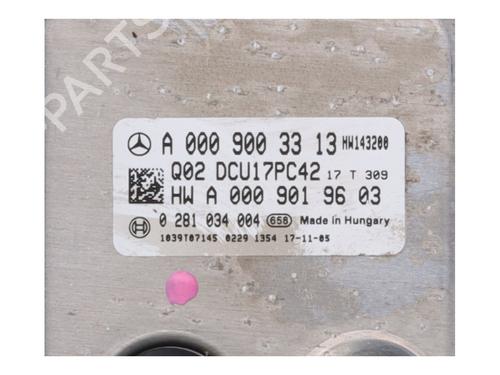 PARTS
A 000 900 33 13 HW143200
Q02 DCU17PC42 17 T 309
HW A 000 901 96 03
0 281 034 004 658 Made in Hungary
1039T07145 0229 1354 17-11-05